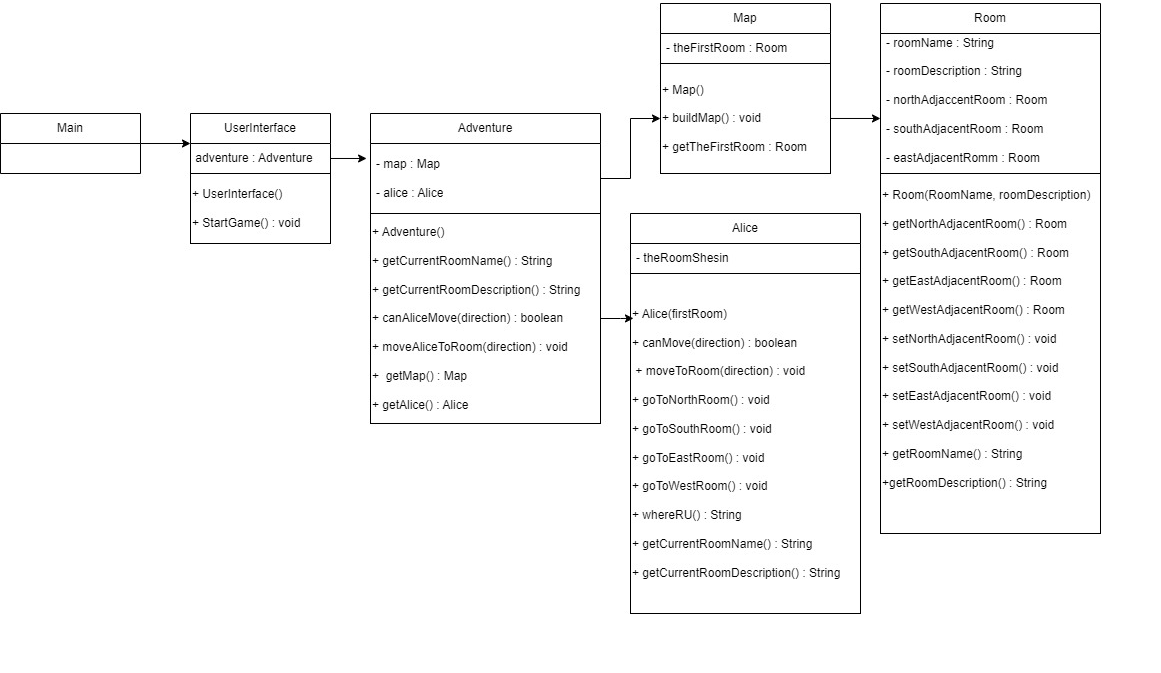 Main
UserInterface
adventure : Adventure
+ UserInterface()
+ StartGame() : void
Adventure
- map : Map
- alice : Alice
+ Adventure()
+ getCurrentRoomName() : String
+ getCurrentRoomDescription() : String
+ canAliceMove(direction) : boolean
+ moveAliceToRoom(direction) : void
+ getMap() : Map
+ getAlice() : Alice
Map
- theFirstRoom : Room
+ Map()
+ buildMap() : void
+ getTheFirstRoom : Room
Alice
- theRoomShesin
+ Alice(firstRoom)
+ canMove(direction) : boolean
+ moveToRoom(direction) : void
+ goToNorthRoom() : void
+ goToSouthRoom() : void
+ goToEastRoom() : void
+ goToWestRoom() : void
+ whereRU() : String
+ getCurrentRoomName() : String
+ getCurrentRoomDescription() : String
Room
- roomName : String
- roomDescription : String
- northAdjaccentRoom : Room
- southAdjacentRoom : Room
- eastAdjacentRomm : Room
+ Room(RoomName, roomDescription)
+ getNorthAdjacentRoom() : Room
+ getSouthAdjacentRoom() : Room
+ getEastAdjacentRoom() : Room
+ getWestAdjacentRoom() : Room
+ setNorthAdjacentRoom() : void
+ setSouthAdjacentRoom() : void
+ setEastAdjacentRoom() : void
+ setWestAdjacentRoom() : void
+ getRoomName() : String
+getRoomDescription() : String